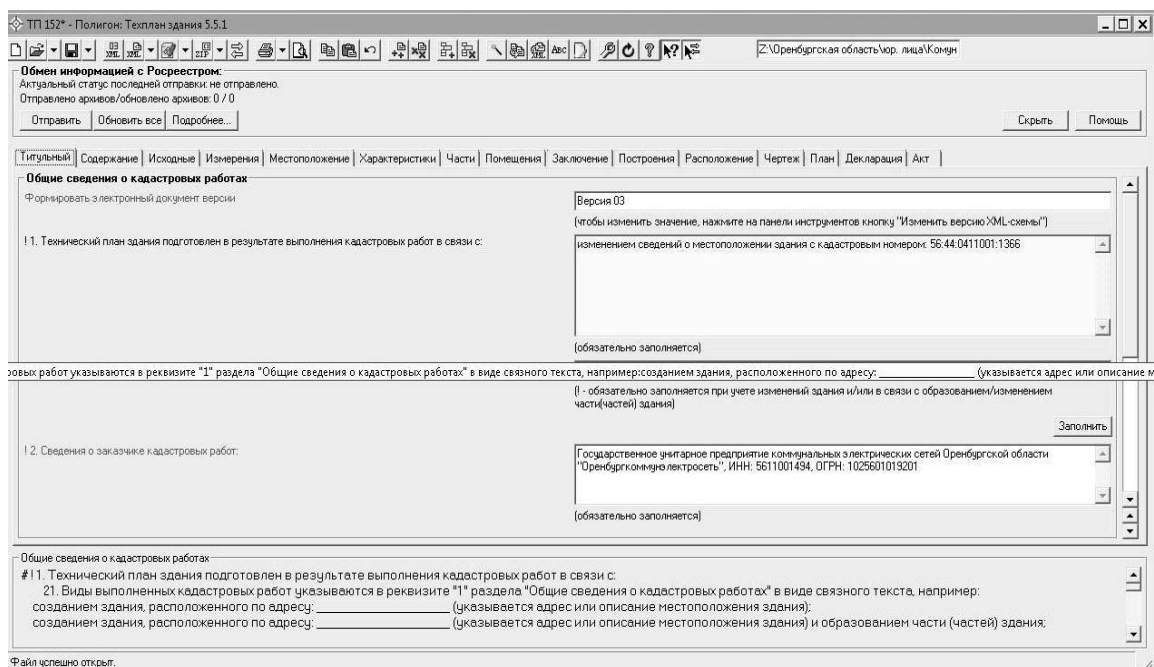 ТП 152* - Полигон: Техплан здания 5.5.1
XML XML ZIP ABC XML
Z:\Оренбургская область\юр. лица\Комун
Обмен информацией с Росреестром:
Актуальный статус последней отправки: не отправлено.
Отправлено архивов/обновлено архивов: 0 / 0
Отправить Обновить все Подробнее... Скрыть Помощь
Титульный Содержание Исходные Измерения Местоположение Характеристики Части Помещения Заключение Построения Расположение Чертеж План Декларация Акт
Общие сведения о кадастровых работах
Формировать электронный документ версии
Версия 03
(чтобы изменить значение, нажмите на панели инструментов кнопку "Изменить версию XML-схемы")
! 1. Технический план здания подготовлен в результате выполнения кадастровых работ в связи с:
изменением сведений о местоположении здания с кадастровым номером: 56:44:0411001:1366
(обязательно заполняется)
ровых работ указываются в реквизите "1" раздела "Общие сведения о кадастровых работах" в виде связного текста, например:созданием здания, расположенного по адресу: ____________________ (указывается адрес или описание м
(! - обязательно заполняется при учете изменений здания и/или в связи с образованием/изменением
части(частей) здания)
Заполнить
! 2. Сведения о заказчике кадастровых работ:
Государственное унитарное предприятие коммунальных электрических сетей Оренбургской области
"Оренбургкоммунэлектросеть", ИНН: 5611001494, ОГРН: 1025601019201
(обязательно заполняется)
Общие сведения о кадастровых работах
#! 1. Технический план здания подготовлен в результате выполнения кадастровых работ в связи с:
21. Виды выполненных кадастровых работ указываются в реквизите "1" раздела "Общие сведения о кадастровых работах" в виде связного текста, например:
созданием здания, расположенного по адресу: ____________________ (указывается адрес или описание местоположения здания);
созданием здания, расположенного по адресу: ____________________ (указывается адрес или описание местоположения здания) и образованием части (частей) здания;
Файл успешно открыт.